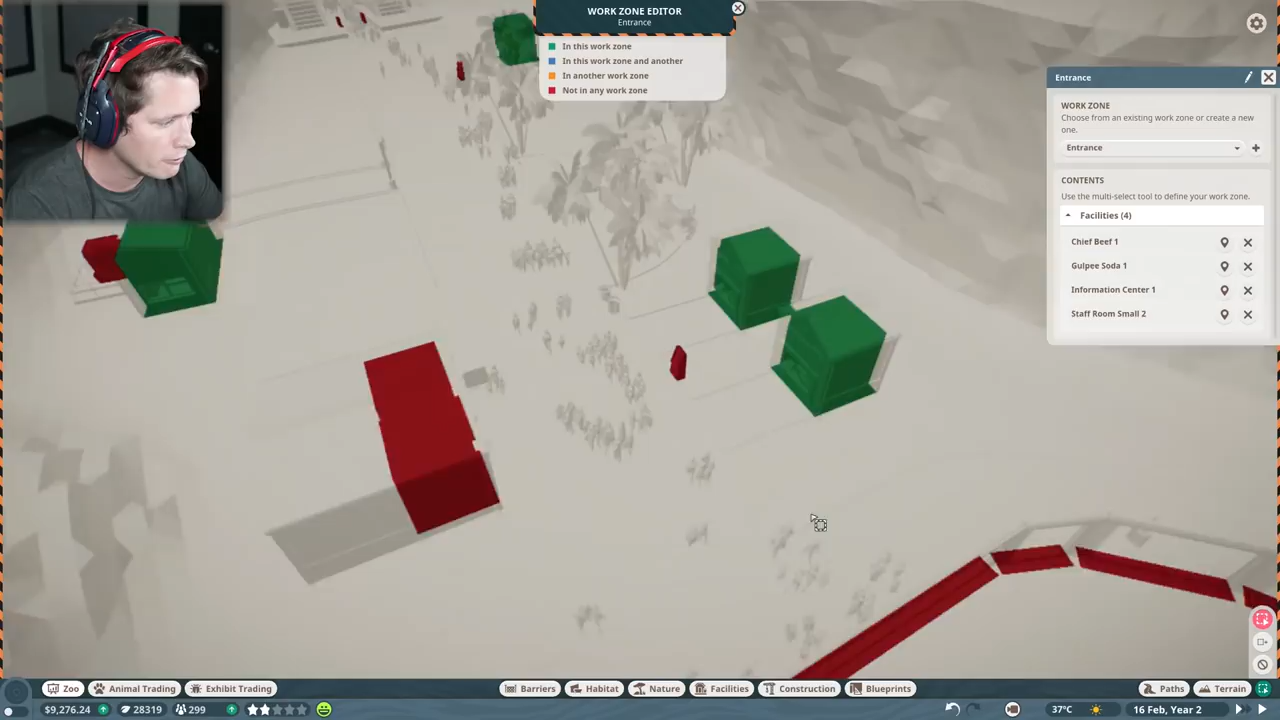 WORK ZONE EDITOR
Entrance
In this work zone
In this work zone and another
In another work zone
Not in any work zone
Entrance
WORK ZONE
Choose from an existing work zone or create a new
one.
Entrance
CONTENTS
Use the multi-select tool to define your work zone.
Facilities (4)
Chief Beef 1
Gulpee Soda 1
Information Center 1
Staff Room Small 2
Zoo
Animal Trading
Exhibit Trading
Barriers
Habitat
Nature
Facilities
Construction
Blueprints
Paths
Terrain
$9,276.24
28319
299
37°C
16 Feb, Year 2